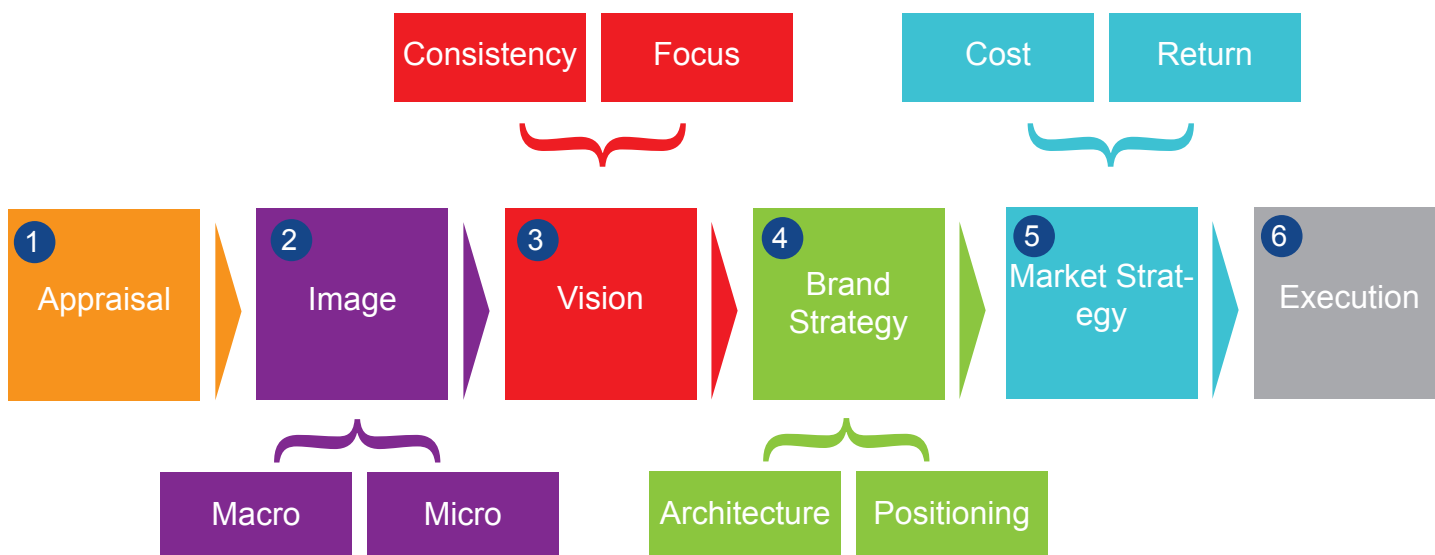 Consistency
Focus
Cost
Return
1
Appraisal
2
Image
3
Vision
4
Brand
Strategy
5
Market Strat-
egy
6
Execution
Macro
Micro
Architecture
Positioning